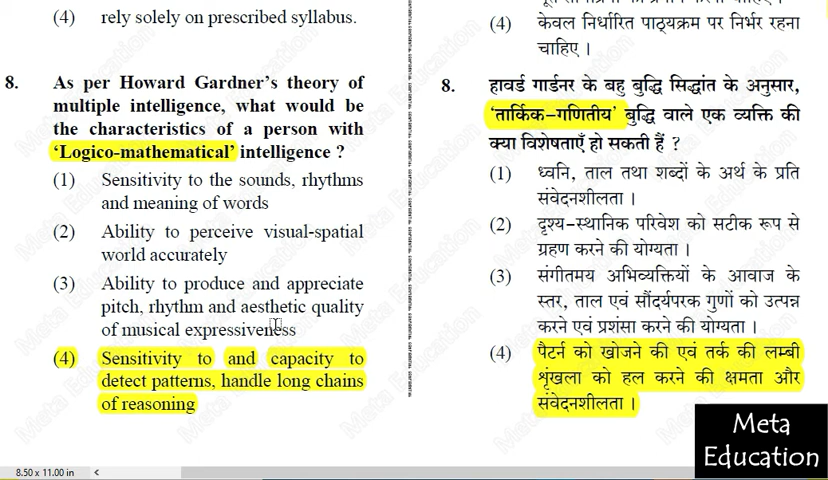 (4) rely solely on prescribed syllabus.
8. As per Howard Gardner's theory of
multiple intelligence, what would be
the characteristics of a person with
'Logico-mathematical' intelligence ?
(1) Sensitivity to the sounds, rhythms
and meaning of words
(2) Ability to perceive visual-spatial
world accurately
(3) Ability to produce and appreciate
pitch, rhythm and aesthetic quality
of musical expressiveness
(4) Sensitivity to and capacity to
detect patterns, handle long chains
of reasoning
(4) केवल निर्धारित पाठ्यक्रम पर निर्भर रहना
चाहिए ।
8. हावर्ड गार्डनर के बहु बुद्धि सिद्धांत के अनुसार,
'तार्किक-गणितीय' बुद्धि वाले एक व्यक्ति की
क्या विशेषताएँ हो सकती हैं ?
(1) ध्वनि, ताल तथा शब्दों के अर्थ के प्रति
संवेदनशीलता ।
(2) दृश्य-स्थानिक परिवेश को सटीक रूप से
ग्रहण करने की योग्यता ।
(3) संगीतमय अभिव्यक्तियों के आवाज के
स्तर, ताल एवं सौंदर्यपरक गुणों को उत्पन्न
करने एवं प्रशंसा करने की योग्यता ।
(4) पैटर्न को खोजने की एवं तर्क की लम्बी
शृंखला को हल करने की क्षमता और
संवेदनशीलता ।
Meta
Education
8.50 x 11.00 in